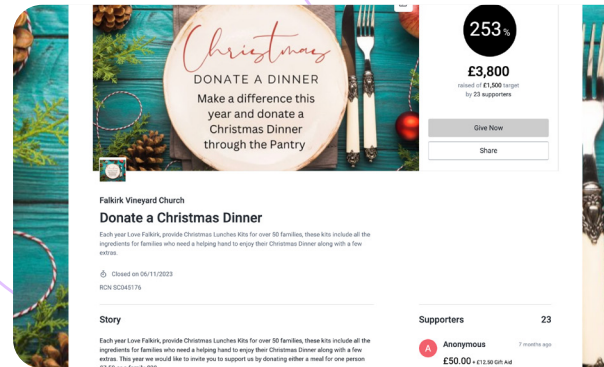 Christmas
DONATE A DINNER
Make a difference this
year and donate a
Christmas Dinner
through the Pantry
253%
£3,800
raised of £1,500 target
by 23 supporters
Give Now
Share
Falkirk Vineyard Church
Donate a Christmas Dinner
Each year Love Falkirk, provide Christmas Lunches Kits for over 50 families, these kits include all the
ingredients for families who need a helping hand to enjoy their Christmas Dinner along with a few
extras.
Closed on 06/11/2023
RCN SC045176
Story
Each year Love Falkirk, provide Christmas Lunches Kits for over 50 families, these kits include all the
ingredients for families who need a helping hand to enjoy their Christmas Dinner along with a few
extras. This year we would like to invite you to support us by donating either a meal for one person
Supporters 23
A
Anonymous 7 months ago
£50.00 + £12.50 Gift Aid